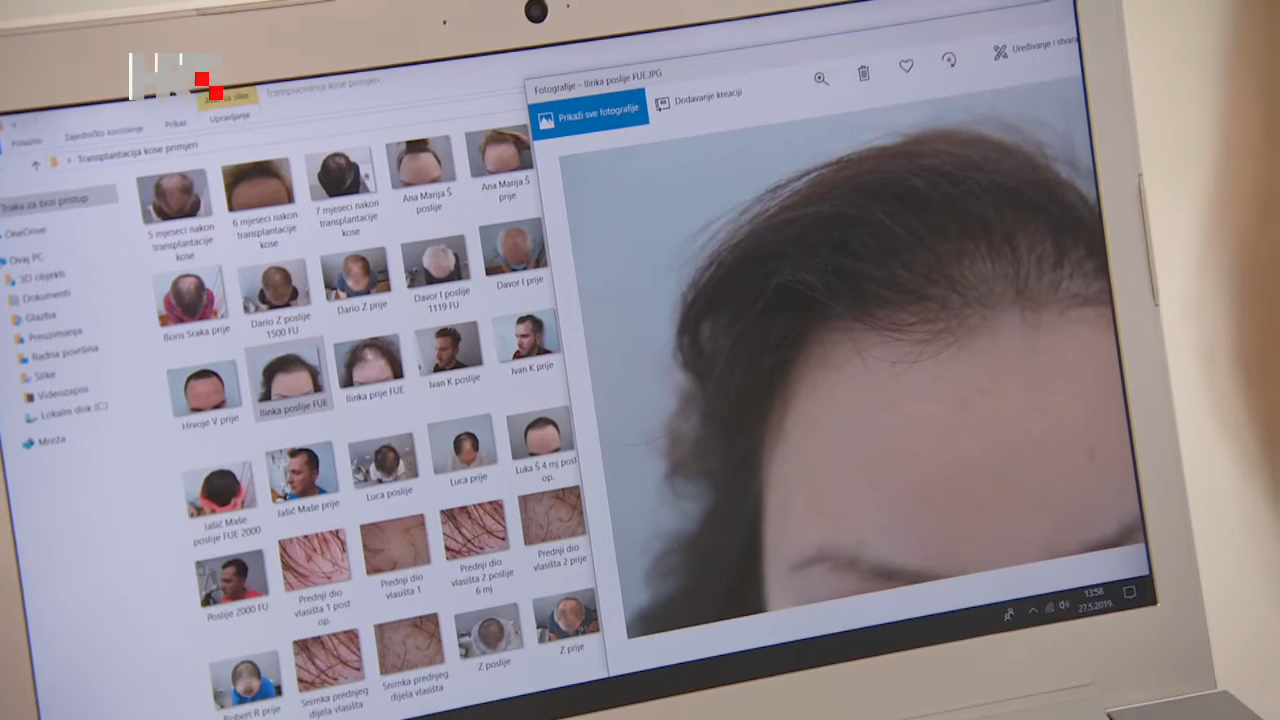 HRT
Fotografije – Ilinka poslije FUE.JPG
Prikaži sve fotografije
Dodavanje kreaciji
Uređivanje i stvara
Transplantacija kose primjeri
Zajedničko korištenje
Prikaz
Upravljanje
Transplantacija kose primjeri
Traka za brzi pristup
OneDrive
Ovaj PC
3D objekti
Dokumenti
Glazba
Preuzimanja
Radna površina
Slike
Videozapisi
Lokalni disk (C:)
Mreža
5 mjeseci nakon
transplantacije
kose
6 mjeseci nakon
transplantacije
kose
7 mjeseci nakon
transplantacije
kose
Ana Marija Š
poslije
Ana Marija Š
prije
Boris Sraka prije
Dario Z poslije
1500 FU
Dario Z prije
Davor I poslije
1119 FU
Davor I prije
Hrvoje V prije
Ilinka poslije FUE
Ilinka prije FUE
Ivan K poslije
Ivan K prije
Jašić Maše
poslije FUE 2000
Jašić Maše prije
Luca poslije
Luca prije
Luka Š 4 mj post
op.
Poslije 2000 FU
Prednji dio
vlasišta 1 post
op.
Prednji dio
vlasišta 1
Prednji dio
vlasišta 2 poslije
6 mj
Prednji dio
vlasišta 2 prije
Robert R prije
Snimka prednjeg
dijela vlasišta
Snimka prednjeg
dijela vlasišta
Z poslije
Z prije
13:58
27.5.2019.